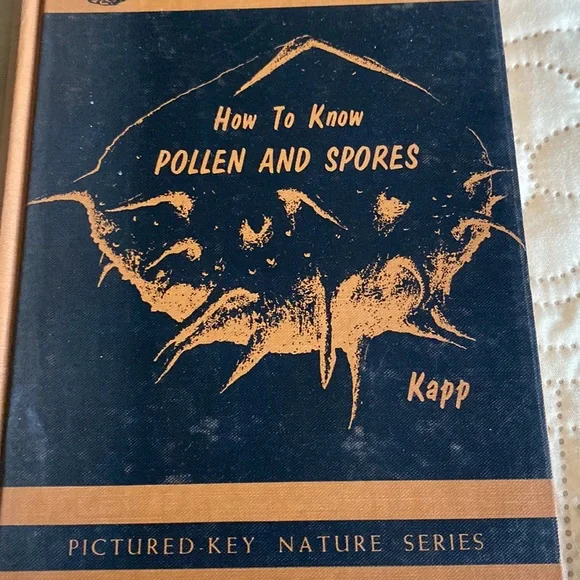 How To Know
POLLEN AND SPORES
Kapp
PICTURED-KEY NATURE SERIES